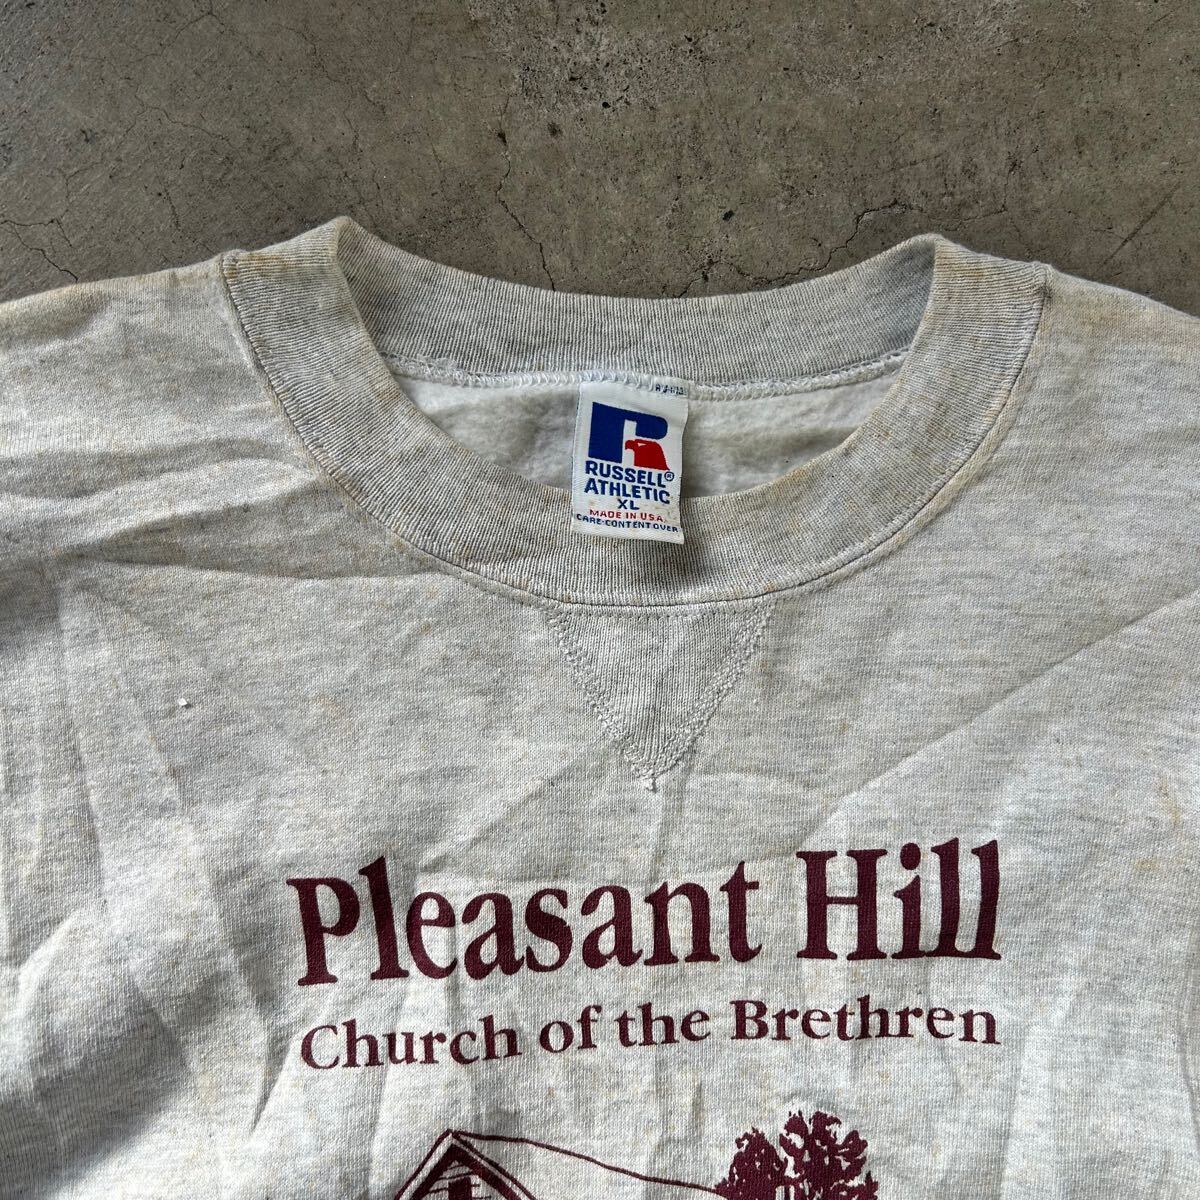 RUSSELL®
ATHLETIC
XL
MADE IN USA
CARE-CONTENT OVER
Pleasant Hill
Church of the Brethren